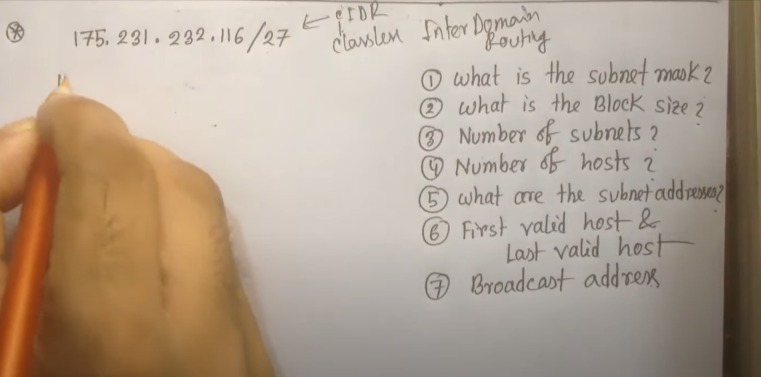 175.231.232.116/27 ← CIDR
Classless Inter Domain
Routing
① what is the subnet mask?
② what is the Block size?
③ Number of subnets?
④ Number of hosts?
⑤ what are the subnet addresses?
⑥ First valid host &
Last valid host
⑦ Broadcast address